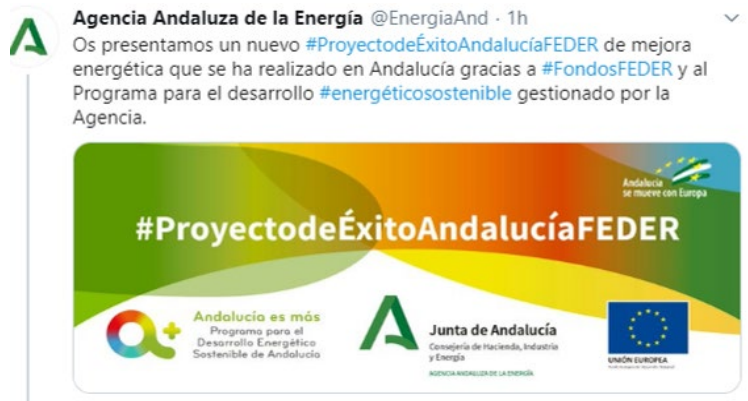 Agencia Andaluza de la Energía @EnergiaAnd · 1h
Os presentamos un nuevo #ProyectodeÉxitoAndalucíaFEDER de mejora
energética que se ha realizado en Andalucía gracias a #FondosFEDER y al
Programa para el desarrollo #energéticosostenible gestionado por la
Agencia.
Andalucía
se mueve con Europa
#ProyectodeÉxitoAndalucíaFEDER
Andalucía es más
Programa para el
Desarrollo Energético
Sostenible de Andalucía
Junta de Andalucía
Consejería de Hacienda, Industria
y Energía
AGENCIA ANDALUZA DE LA ENERGÍA
UNIÓN EUROPEA